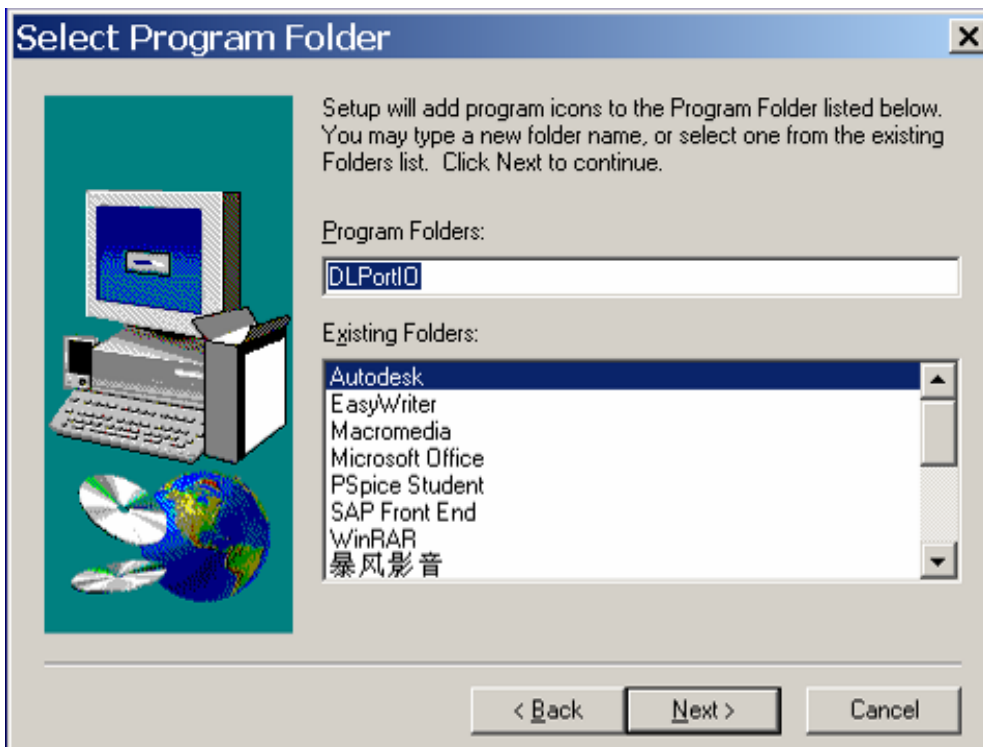 Select Program Folder
Setup will add program icons to the Program Folder listed below.
You may type a new folder name, or select one from the existing
Folders list. Click Next to continue.
Program Folders:
DLPortIO
Existing Folders:
Autodesk
EasyWriter
Macromedia
Microsoft Office
PSpice Student
SAP Front End
WinRAR
暴风影音
< Back
Next >
Cancel